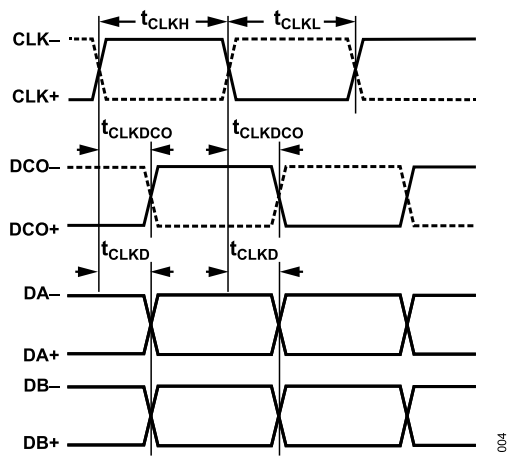 tCLKH tCLKL
CLK–
CLK+
tCLKDCO tCLKDCO
DCO–
DCO+
tCLKD tCLKD
DA–
DA+
DB–
DB+
004